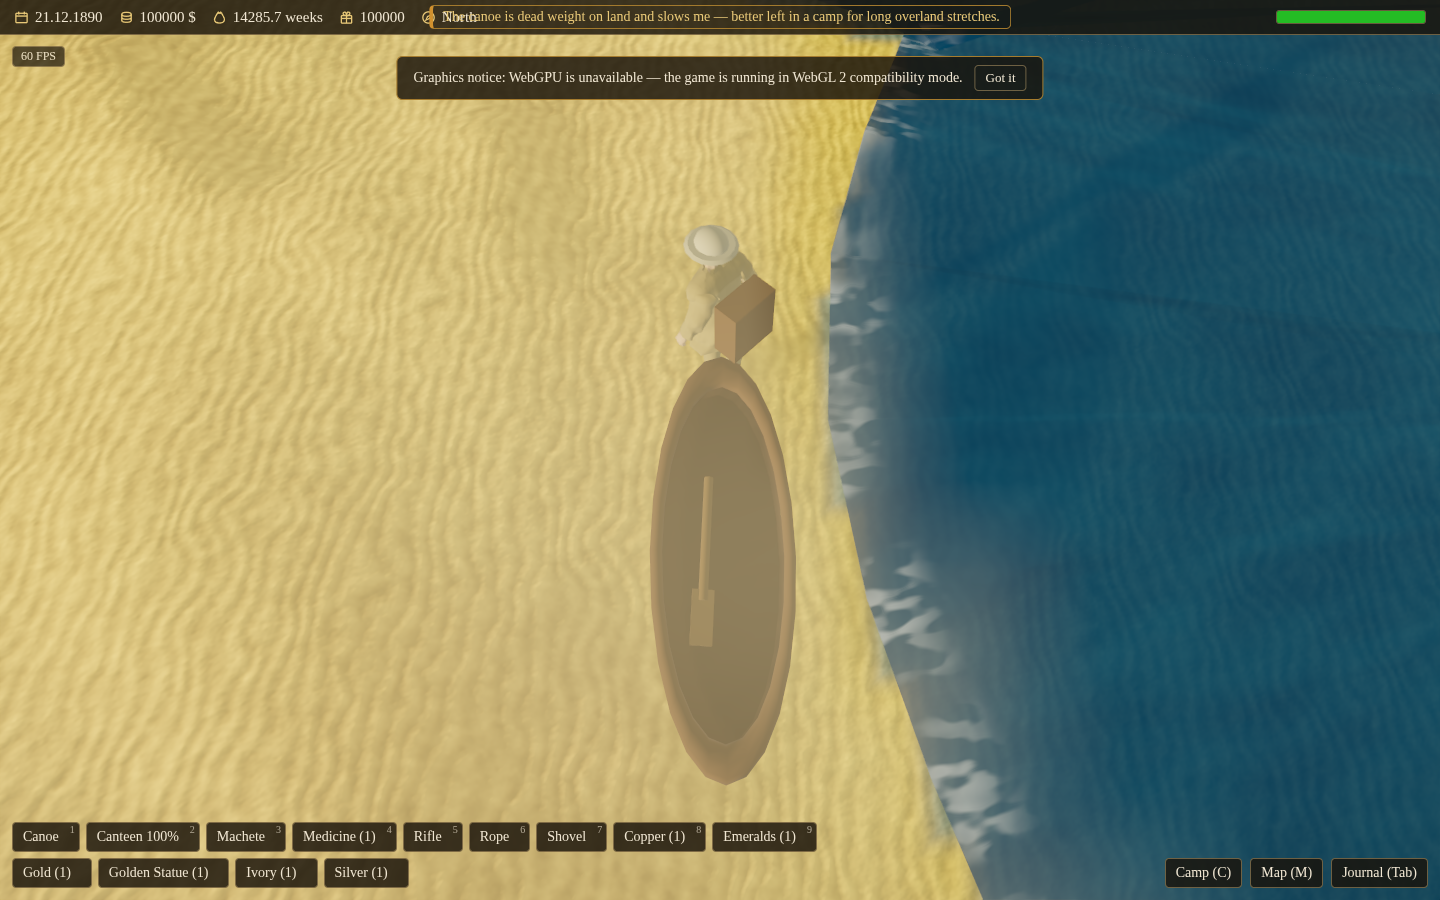 21.12.1890 100000 $ 14285.7 weeks 100000 North
The canoe is dead weight on land and slows me — better left in a camp for long overland stretches.
60 FPS
Graphics notice: WebGPU is unavailable — the game is running in WebGL 2 compatibility mode. Got it
Canoe 1 Canteen 100% 2 Machete 3 Medicine (1) 4 Rifle 5 Rope 6 Shovel 7 Copper (1) 8 Emeralds (1) 9
Gold (1) Golden Statue (1) Ivory (1) Silver (1) Camp (C) Map (M) Journal (Tab)